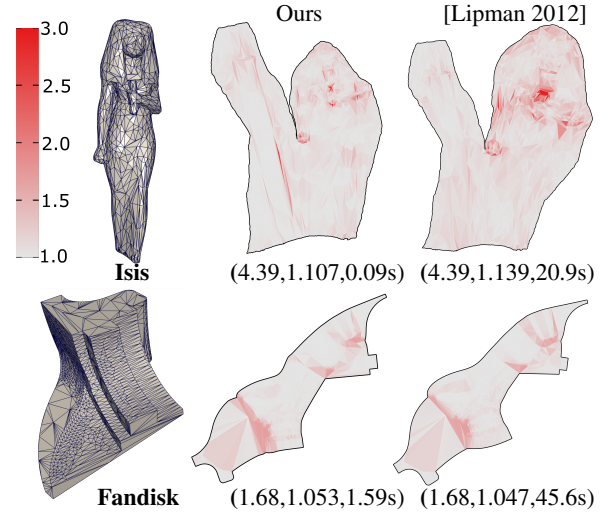 Ours [Lipman 2012]
3.0
2.5
2.0
1.5
1.0
Isis (4.39,1.107,0.09s) (4.39,1.139,20.9s)
Fandisk (1.68,1.053,1.59s) (1.68,1.047,45.6s)